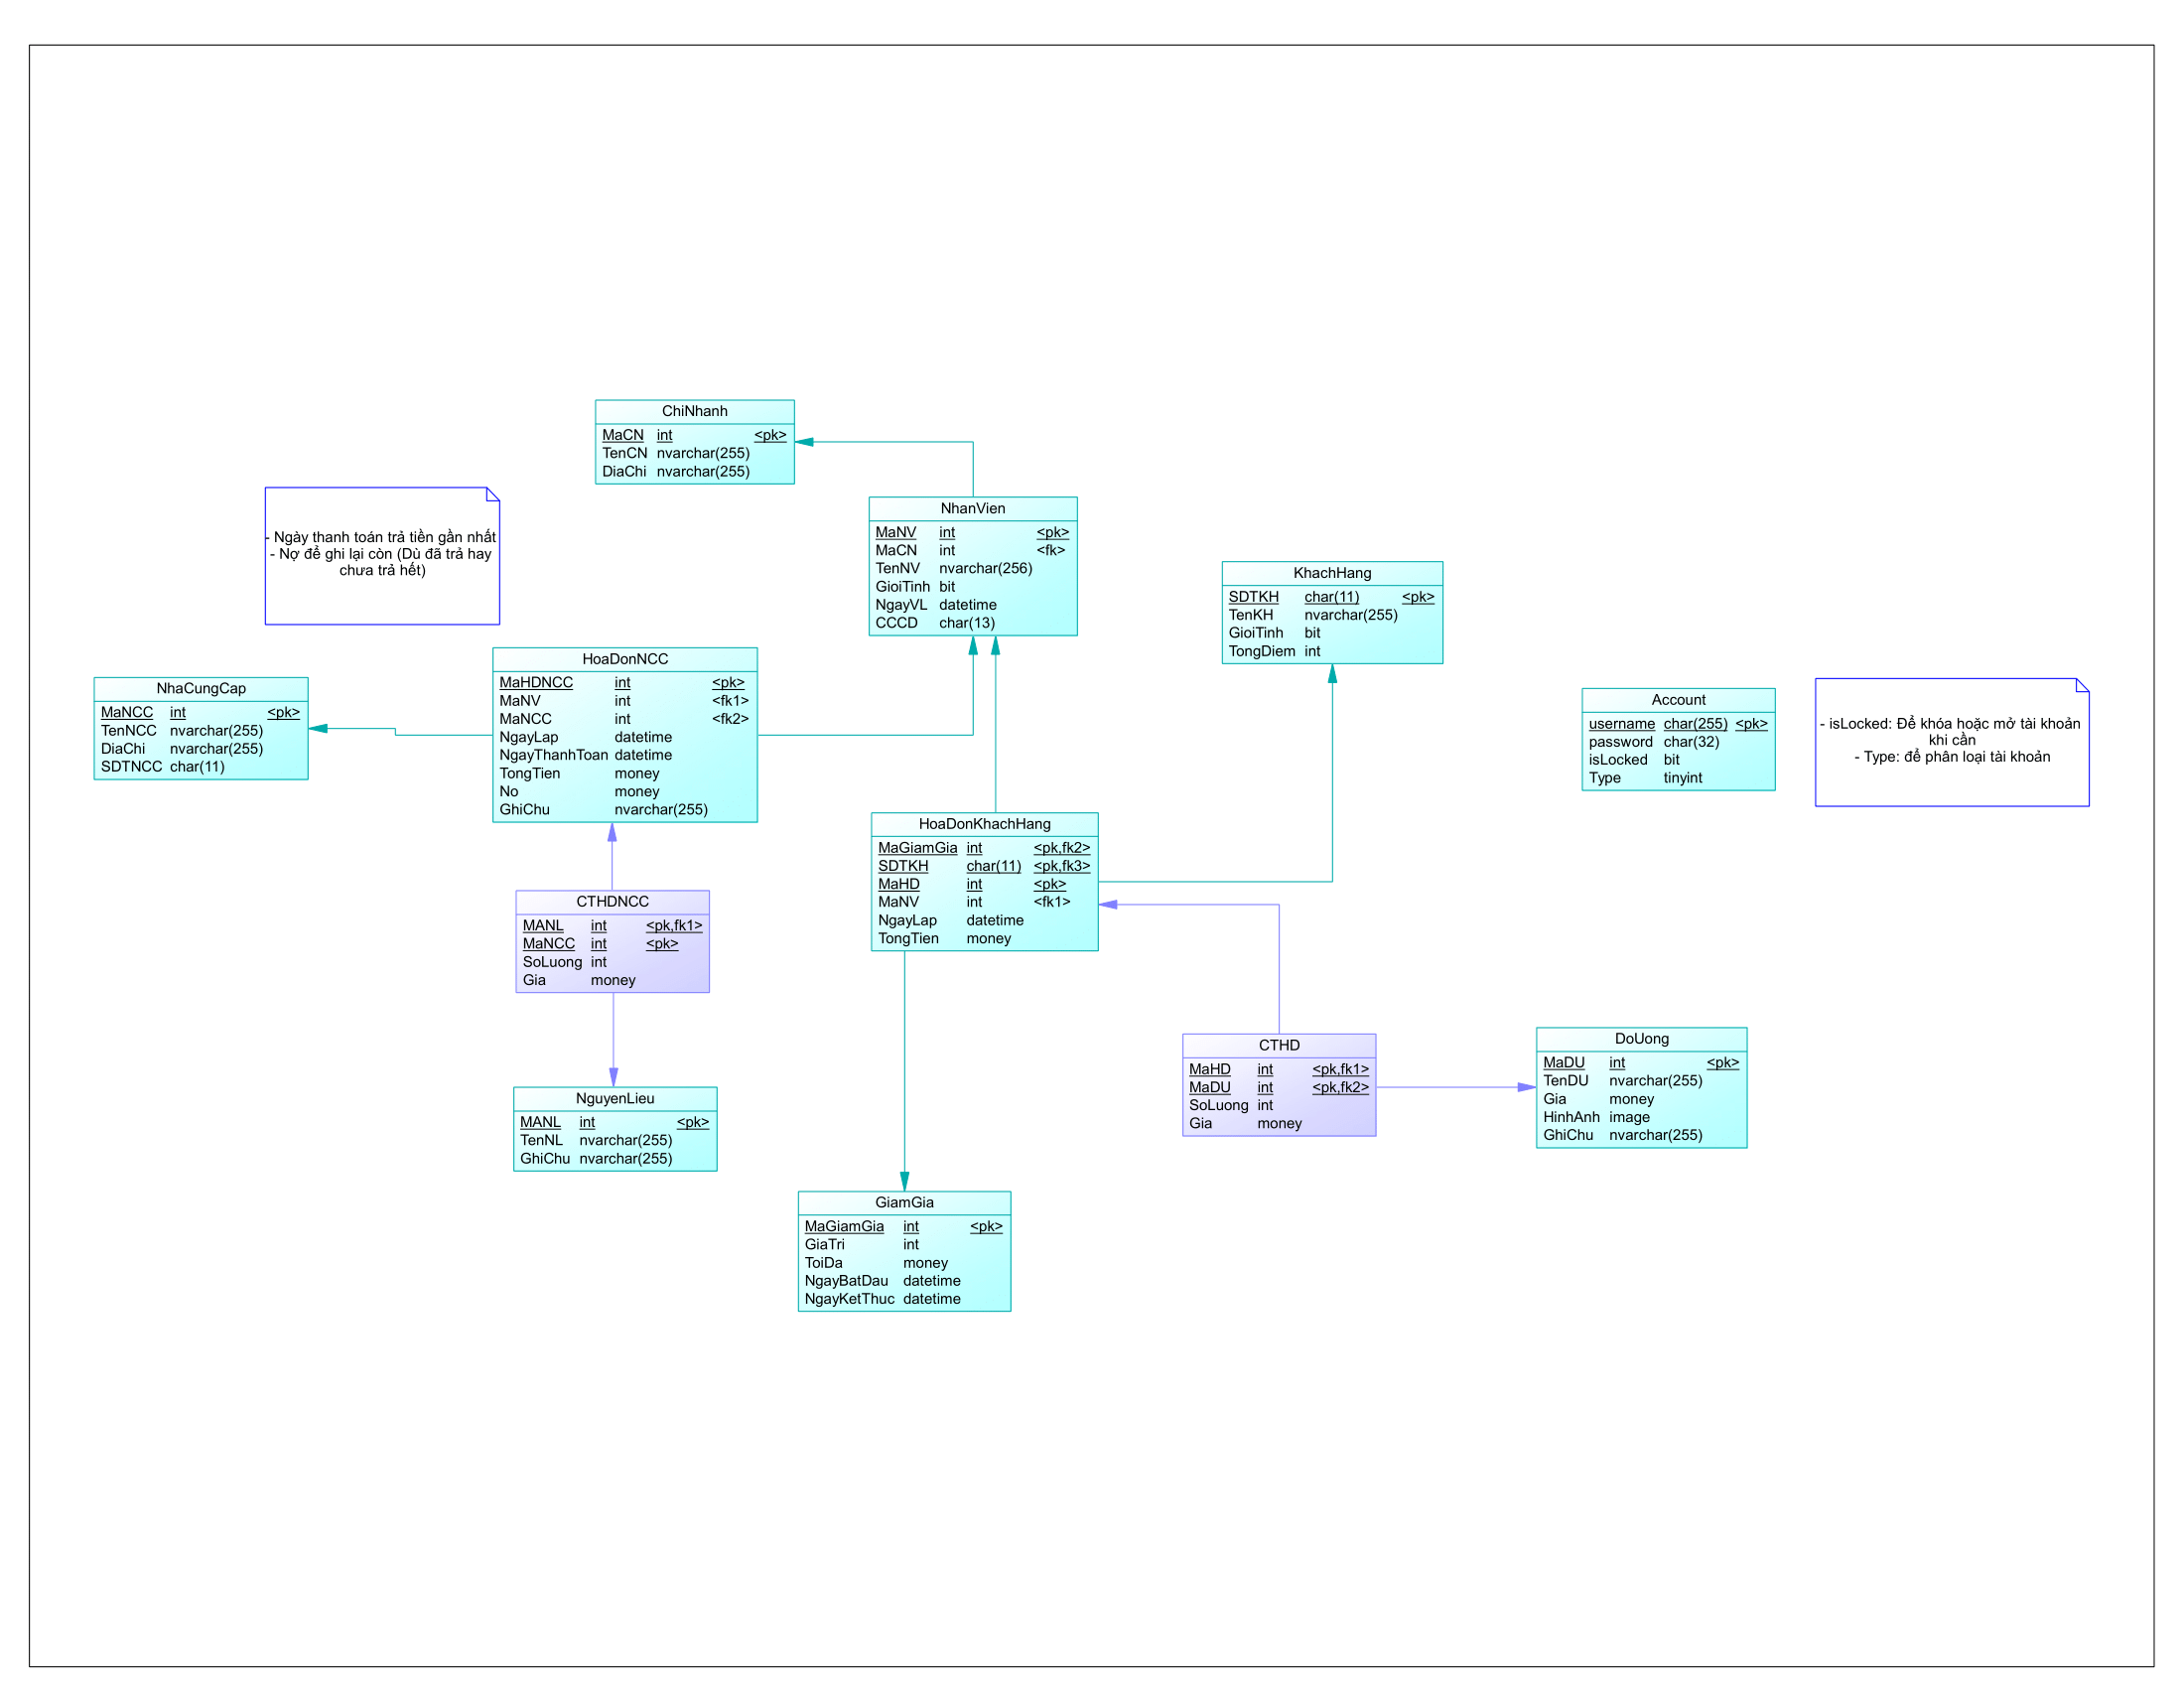 ChiNhanh
MaCN int <pk>
TenCN nvarchar(255)
DiaChi nvarchar(255)
- Ngày thanh toán trả tiền gần nhất
- Nợ để ghi lại còn (Dù đã trả hay
chưa trả hết)
NhanVien
MaNV int <pk>
MaCN int <fk>
TenNV nvarchar(256)
GioiTinh bit
NgayVL datetime
CCCD char(13)
KhachHang
SDTKH char(11) <pk>
TenKH nvarchar(255)
GioiTinh bit
TongDiem int
HoaDonNCC
MaHDNCC int <pk>
MaNV int <fk1>
MaNCC int <fk2>
NgayLap datetime
NgayThanhToan datetime
TongTien money
No money
GhiChu nvarchar(255)
NhaCungCap
MaNCC int <pk>
TenNCC nvarchar(255)
DiaChi nvarchar(255)
SDTNCC char(11)
Account
username char(255) <pk>
password char(32)
isLocked bit
Type tinyint
- isLocked: Để khóa hoặc mở tài khoản
khi cần
- Type: để phân loại tài khoản
HoaDonKhachHang
MaGiamGia int <pk,fk2>
SDTKH char(11) <pk,fk3>
MaHD int <pk>
MaNV int <fk1>
NgayLap datetime
TongTien money
CTHDNCC
MANL int <pk,fk1>
MaNCC int <pk>
SoLuong int
Gia money
CTHD
MaHD int <pk,fk1>
MaDU int <pk,fk2>
SoLuong int
Gia money
DoUong
MaDU int <pk>
TenDU nvarchar(255)
Gia money
HinhAnh image
GhiChu nvarchar(255)
NguyenLieu
MANL int <pk>
TenNL nvarchar(255)
GhiChu nvarchar(255)
GiamGia
MaGiamGia int <pk>
GiaTri int
ToiDa money
NgayBatDau datetime
NgayKetThuc datetime